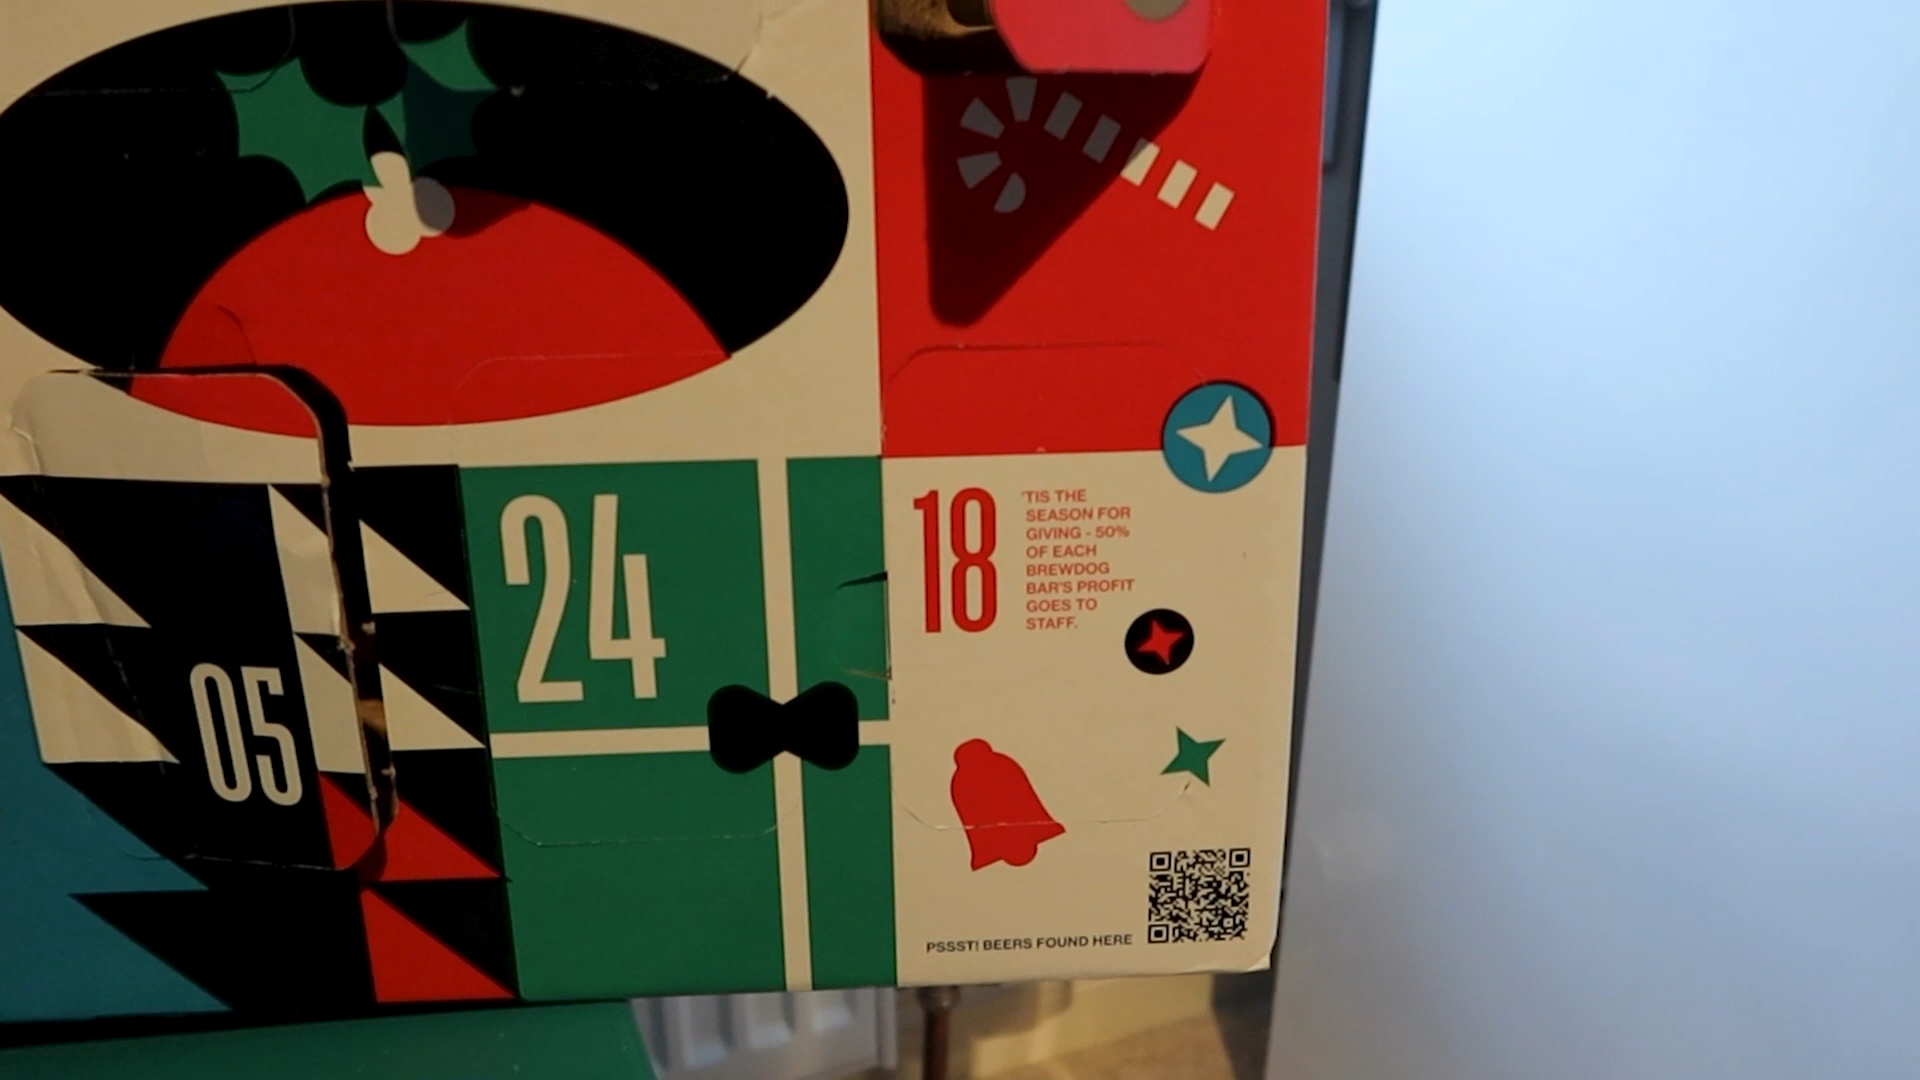 24
18
'TIS THE
SEASON FOR
GIVING - 50%
OF EACH
BREWDOG
BAR'S PROFIT
GOES TO
STAFF.
05
PSSST! BEERS FOUND HERE